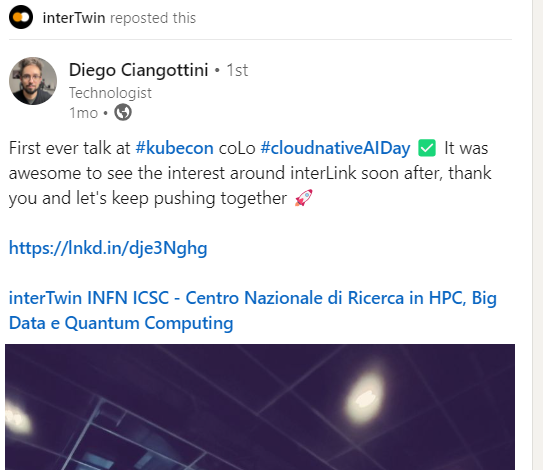 interTwin reposted this
Diego Ciangottini • 1st
Technologist
1mo •
First ever talk at #kubecon coLo #cloudnativeAIDay ✅ It was
awesome to see the interest around interLink soon after, thank
you and let's keep pushing together 🚀
https://lnkd.in/dje3Nghg
interTwin INFN ICSC - Centro Nazionale di Ricerca in HPC, Big
Data e Quantum Computing